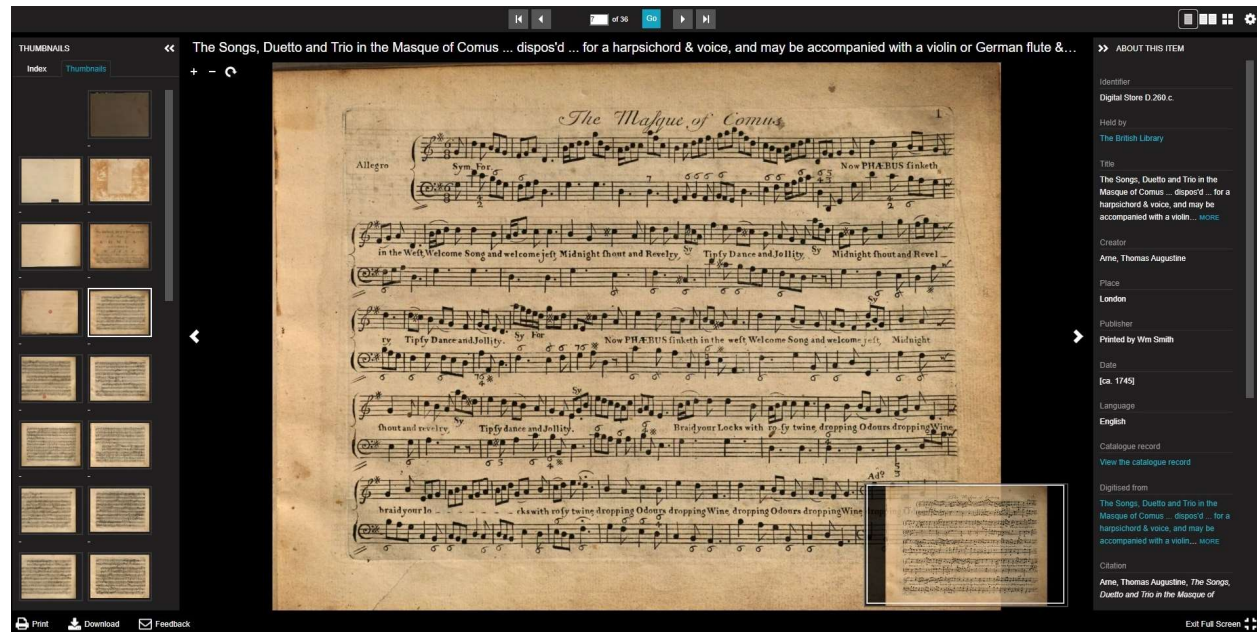 7 of 36 Go
THUMBNAILS
Index Thumbnails
The Songs, Duetto and Trio in the Masque of Comus ... dispos'd ... for a harpsichord & voice, and may be accompanied with a violin or German flute &...
The Maſque of Comus
1
Allegro
Sym For
Now PHÆBUS ſinketh
in the Weſt, Welcome Song and welcome jeſt, Midnight ſhout and Revelry, Sy Tipſy Dance and Jollity. Sy Midnight ſhout and Revel _
Sy
ry Tipſy Dance and Jollity. Sy For Now PHÆBUS ſinketh in the weſt, Welcome Song and welcome jeſt, Midnight
Sy
ſhout and revelry, Tipſy dance and Jollity. Braid your Locks with ro_ſy twine dropping Odours dropping Wine,
Ado
braid your lo cks with roſy twine dropping Odours dropping Wine, dropping Odours dropping Wine
ABOUT THIS ITEM
Identifier
Digital Store D.260.c.
Held by
The British Library
Title
The Songs, Duetto and Trio in the
Masque of Comus ... dispos'd ... for a
harpsichord & voice, and may be
accompanied with a violin... MORE
Creator
Arne, Thomas Augustine
Place
London
Publisher
Printed by Wm Smith
Date
[ca. 1745]
Language
English
Catalogue record
View the catalogue record
Digitised from
The Songs, Duetto and Trio in the
Masque of Comus ... dispos'd ... for a
harpsichord & voice, and may be
accompanied with a violin... MORE
Citation
Arne, Thomas Augustine, The Songs,
Duetto and Trio in the Masque of
Print Download Feedback
Exit Full Screen